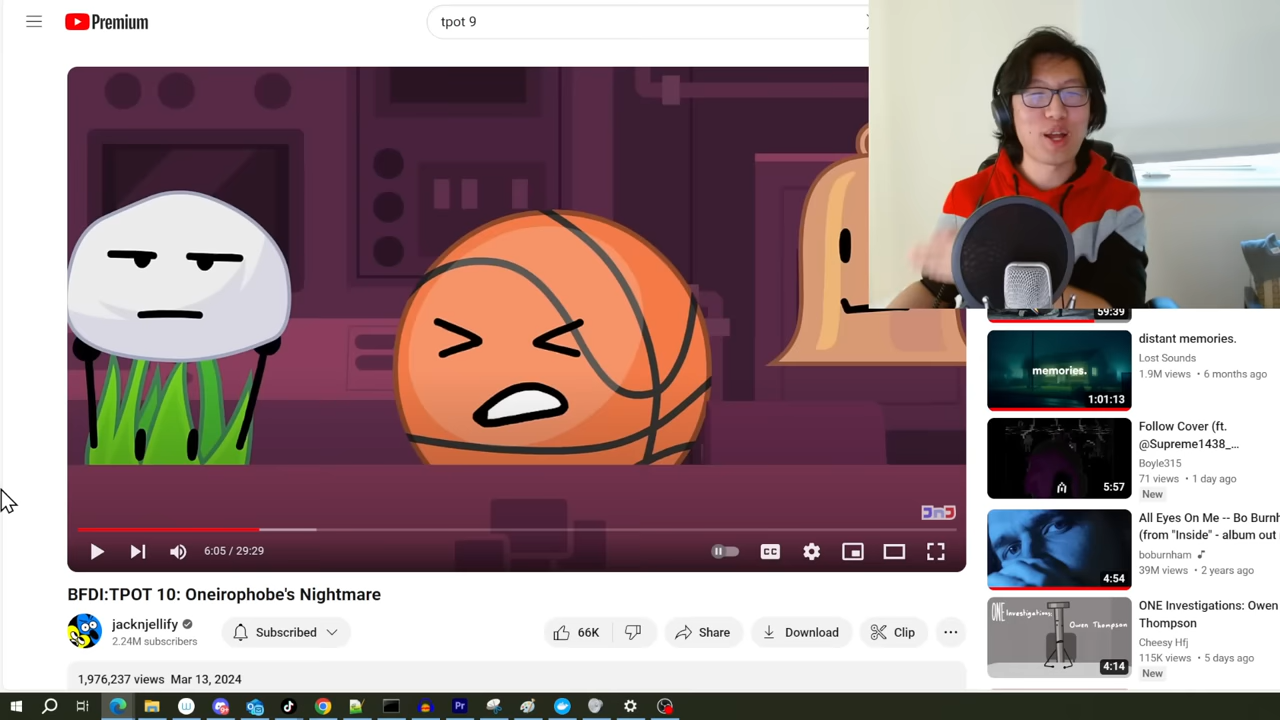 Premium
tpot 9
59:39
distant memories.
Lost Sounds
1.9M views • 6 months ago
memories.
1:01:13
Follow Cover (ft.
@Supreme1438_...
Boyle315
71 views • 1 day ago
New
5:57
All Eyes On Me -- Bo Burnh
(from "Inside" - album out
boburnham
39M views • 2 years ago
4:54
ONE Investigations: Owen
Thompson
Cheesy Hfj
115K views • 5 days ago
New
ONE Investigations:
Owen Thompson
4:14
6:05 / 29:29
CC
BFDI:TPOT 10: Oneirophobe's Nightmare
jacknjellify
2.24M subscribers
Subscribed
66K
Share
Download
Clip
1,976,237 views Mar 13, 2024
Pr